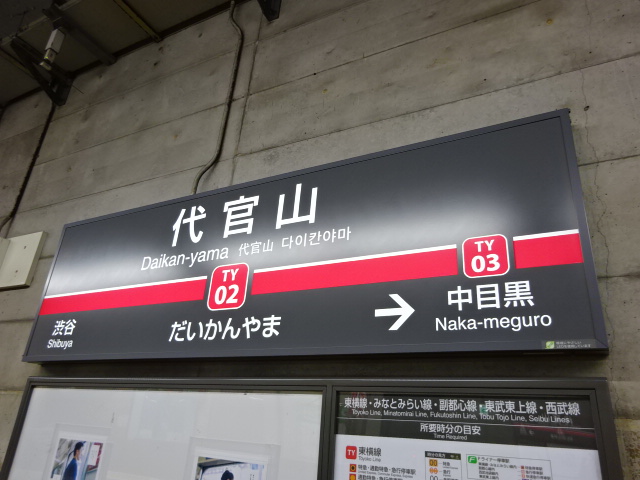 代官山
Daikan-yama 代官山 다이칸야마
TY
02
TY
03
渋谷
Shibuya
だいかんやま
→
中目黒
Naka-meguro
東横線・みなとみらい線・副都心線・東武東上線・西武線
Toyoko Line, Minatomirai Line, Fukutoshin Line, Tobu Tojo Line, Seibu Lines
所要時分の目安
Time Required
TY 東横線
Toyoko Line